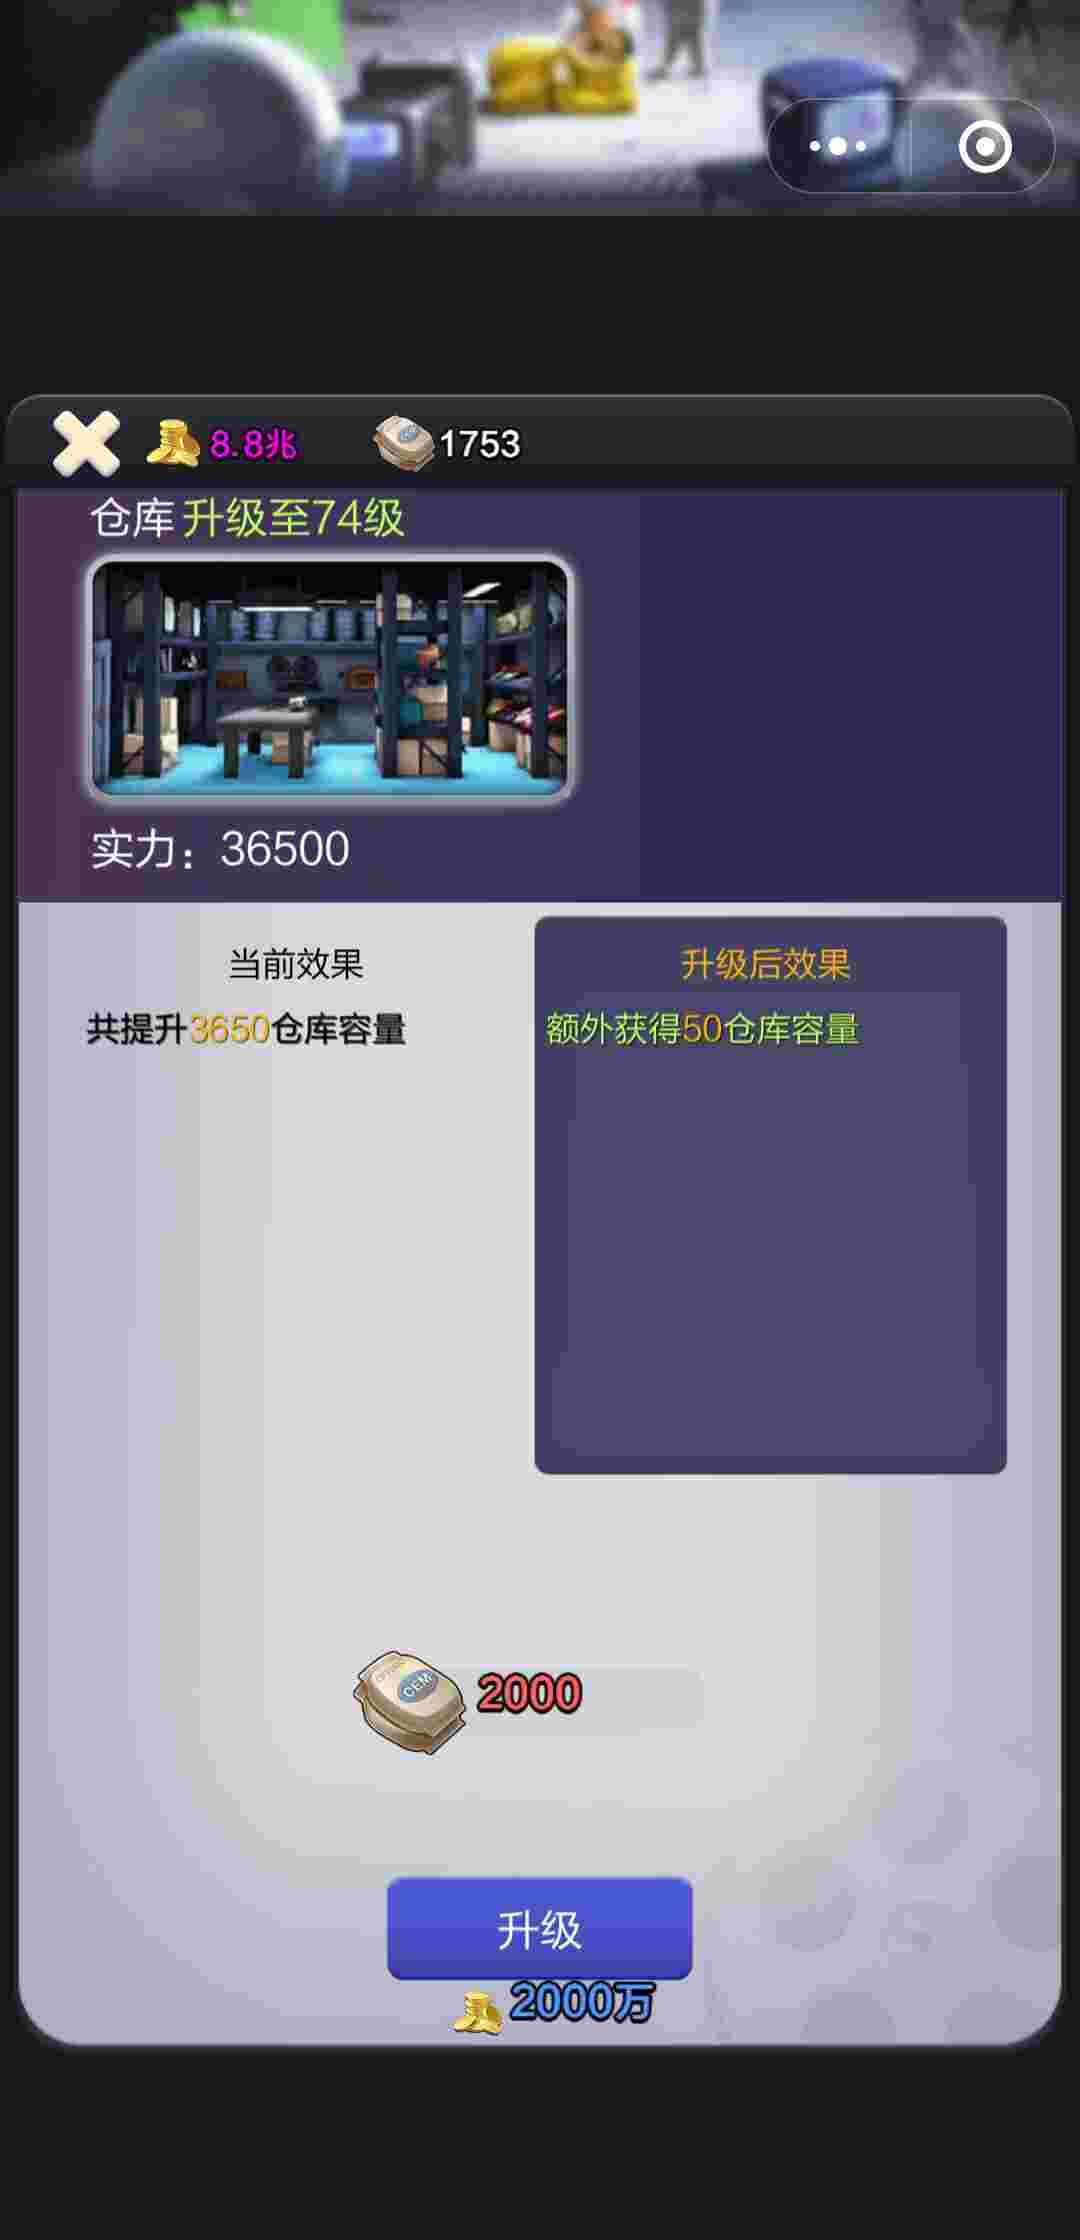 8.8兆
1753
仓库 升级至74级
实力：36500
当前效果
升级后效果
共提升3650仓库容量
额外获得50仓库容量
CEM
2000
升级
2000万